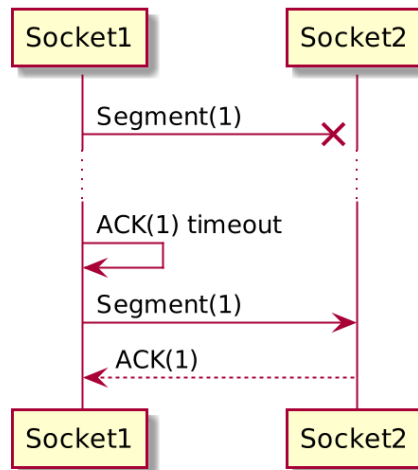 Socket1
Socket2
Segment(1)
ACK(1) timeout
Segment(1)
ACK(1)
Socket1
Socket2